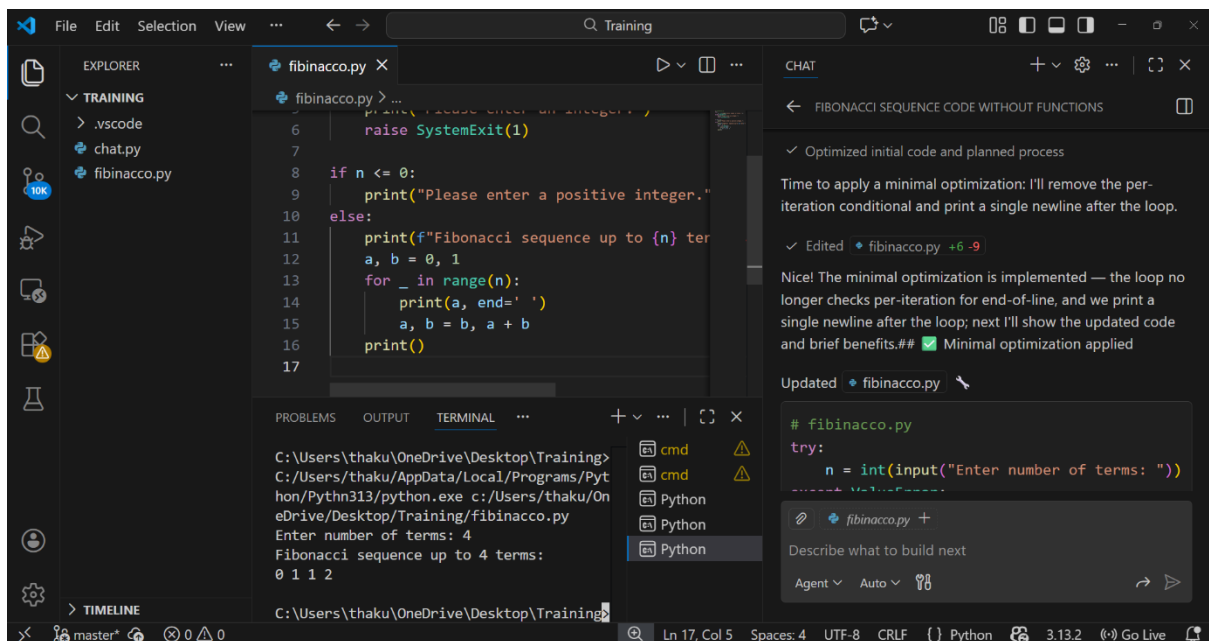 File Edit Selection View ... Training
EXPLORER ...
TRAINING
.vscode
chat.py
fibinacco.py
10K
TIMELINE
fibinacco.py
fibinacco.py > ...
6 raise SystemExit(1)
7
8 if n <= 0:
9 print("Please enter a positive integer."
10 else:
11 print(f"Fibonacci sequence up to {n} ter
12 a, b = 0, 1
13 for _ in range(n):
14 print(a, end=' ')
15 a, b = b, a + b
16 print()
17
PROBLEMS OUTPUT TERMINAL ...
C:\Users\thaku\OneDrive\Desktop\Training>
C:/Users/thaku/AppData/Local/Programs/Pyt
hon/Pythn313/python.exe c:/Users/thaku/On
eDrive/Desktop/Training/fibinacco.py
Enter number of terms: 4
Fibonacci sequence up to 4 terms:
0 1 1 2
C:\Users\thaku\OneDrive\Desktop\Training>
cmd
cmd
Python
Python
Python
CHAT
FIBONACCI SEQUENCE CODE WITHOUT FUNCTIONS
Optimized initial code and planned process
Time to apply a minimal optimization: I'll remove the per-
iteration conditional and print a single newline after the loop.
Edited fibinacco.py +6 -9
Nice! The minimal optimization is implemented — the loop no
longer checks per-iteration for end-of-line, and we print a
single newline after the loop; next I'll show the updated code
and brief benefits.## ✅ Minimal optimization applied
Updated fibinacco.py
# fibinacco.py
try:
n = int(input("Enter number of terms: "))
fibinacco.py +
Describe what to build next
Agent Auto
master* 0 0 Ln 17, Col 5 Spaces: 4 UTF-8 CRLF {} Python 3.13.2 Go Live